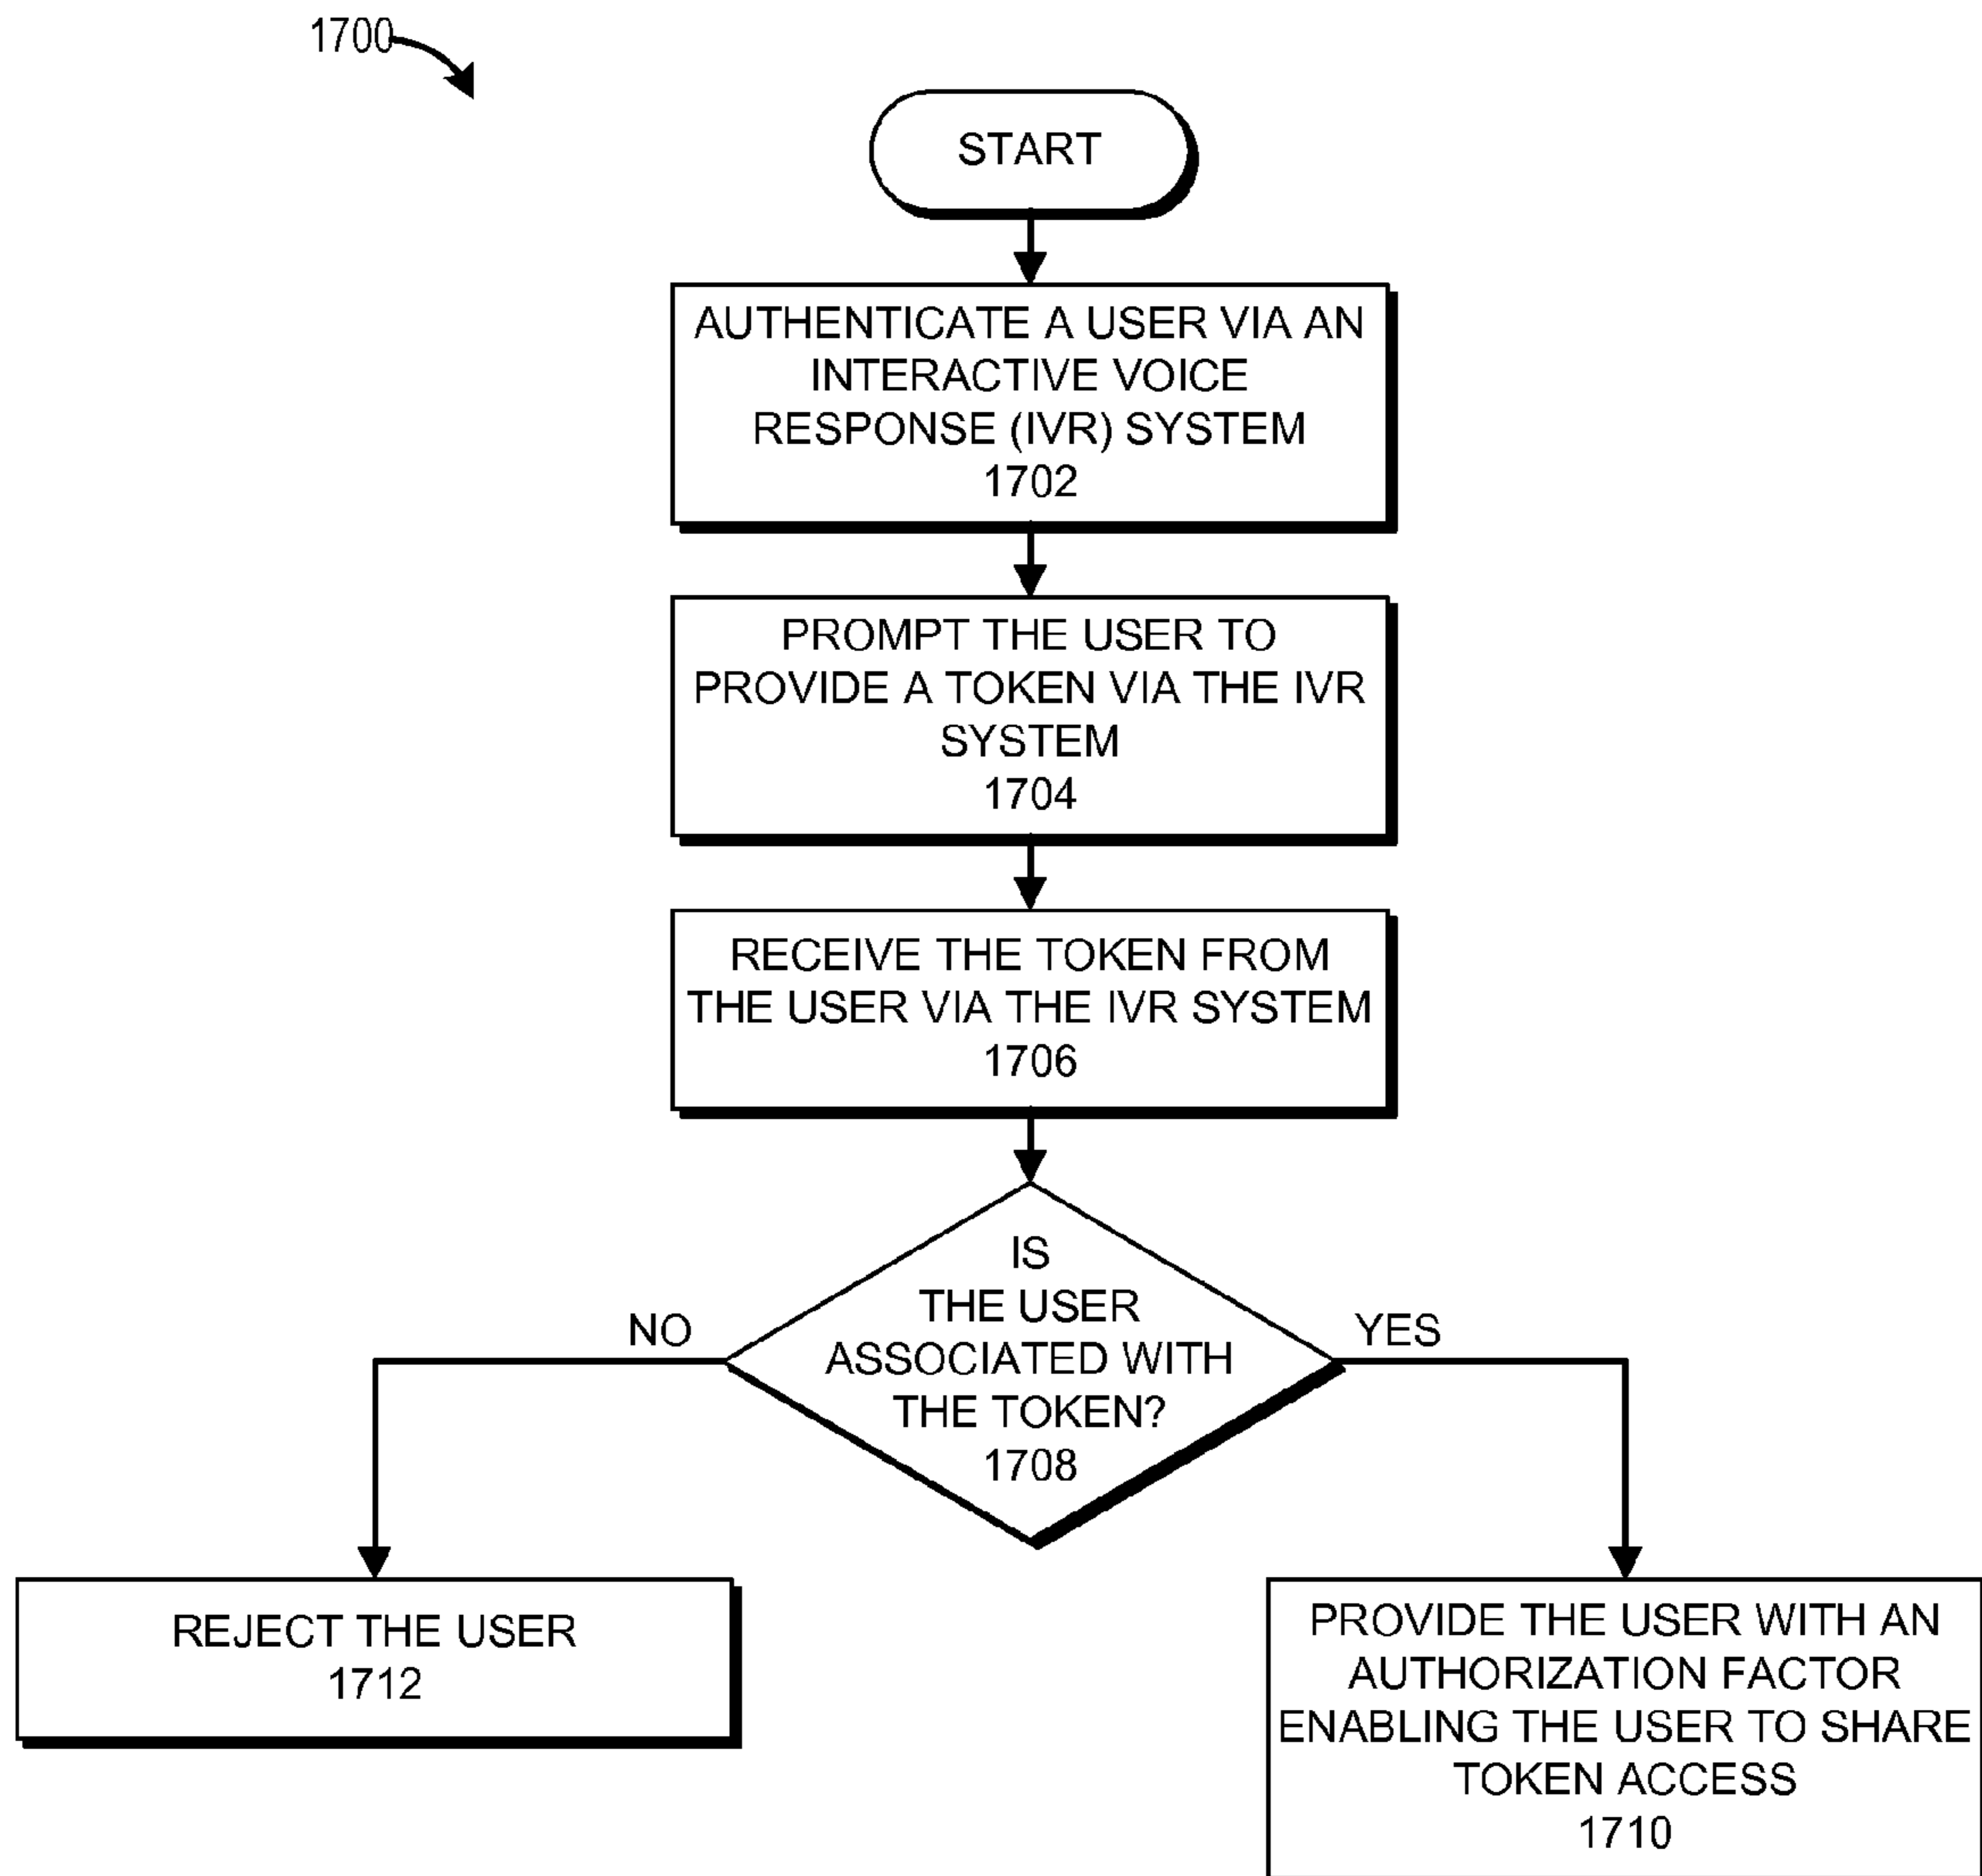 1700
START
AUTHENTICATE A USER VIA AN
INTERACTIVE VOICE
RESPONSE (IVR) SYSTEM
1702
PROMPT THE USER TO
PROVIDE A TOKEN VIA THE IVR
SYSTEM
1704
RECEIVE THE TOKEN FROM
THE USER VIA THE IVR SYSTEM
1706
IS
THE USER
ASSOCIATED WITH
THE TOKEN?
1708
NO
YES
REJECT THE USER
1712
PROVIDE THE USER WITH AN
AUTHORIZATION FACTOR
ENABLING THE USER TO SHARE
TOKEN ACCESS
1710